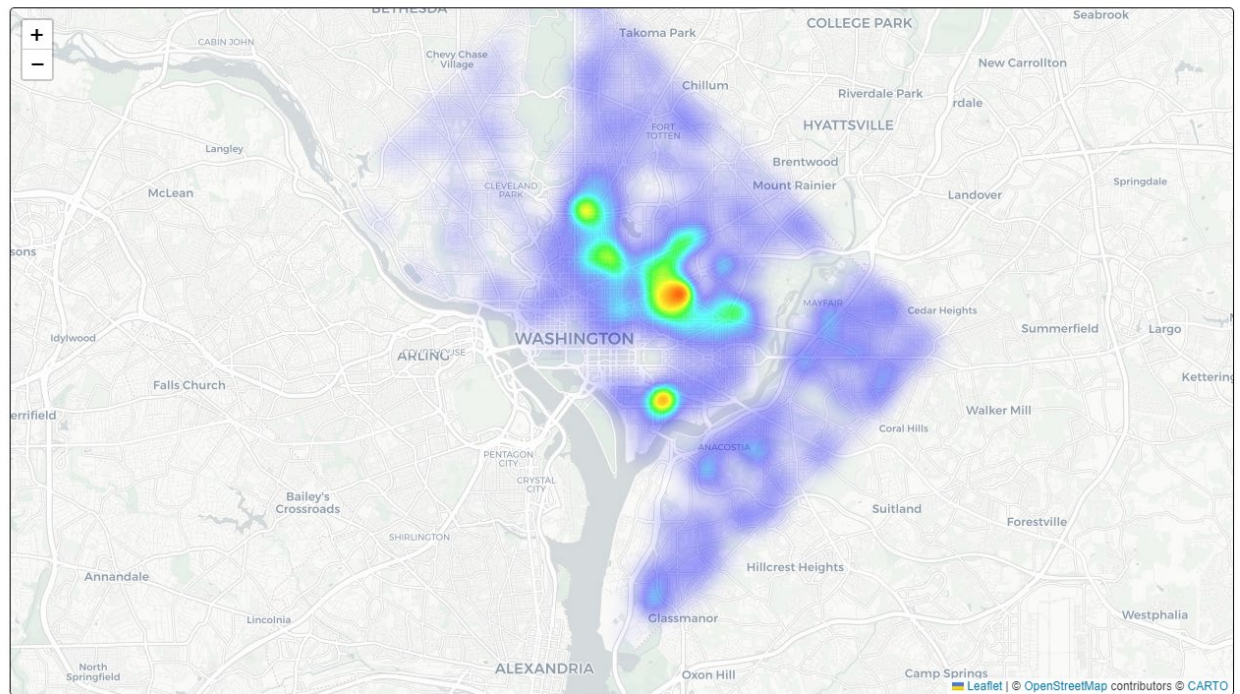 BETHESDA
+
−
CABIN JOHN
Chevy Chase
Village
Takoma Park
COLLEGE PARK
Seabrook
New Carrollton
Chillum
Riverdale Park
rdale
HYATTSVILLE
FORT
TOTTEN
Langley
Brentwood
McLean
CLEVELAND
PARK
Mount Rainier
Landover
Springdale
sons
MAYFAIR
Cedar Heights
Summerfield
Largo
Idylwood
WASHINGTON
ARLING
Falls Church
Kettering
errifield
Walker Mill
Coral Hills
ANACOSTIA
PENTAGON
CITY
CRYSTAL
CITY
Bailey's
Crossroads
Suitland
Forestville
SHIRLINGTON
Annandale
Hillcrest Heights
Glassmanor
Lincolnia
Westphalia
North
Springfield
ALEXANDRIA
Oxon Hill
Camp Springs
Leaflet | © OpenStreetMap contributors © CARTO